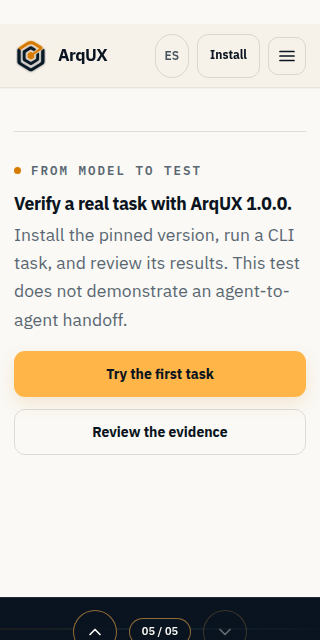 ArqUX
ES
Install
FROM MODEL TO TEST
Verify a real task with ArqUX 1.0.0.
Install the pinned version, run a CLI
task, and review its results. This test
does not demonstrate an agent-to-
agent handoff.
Try the first task
Review the evidence
05 / 05